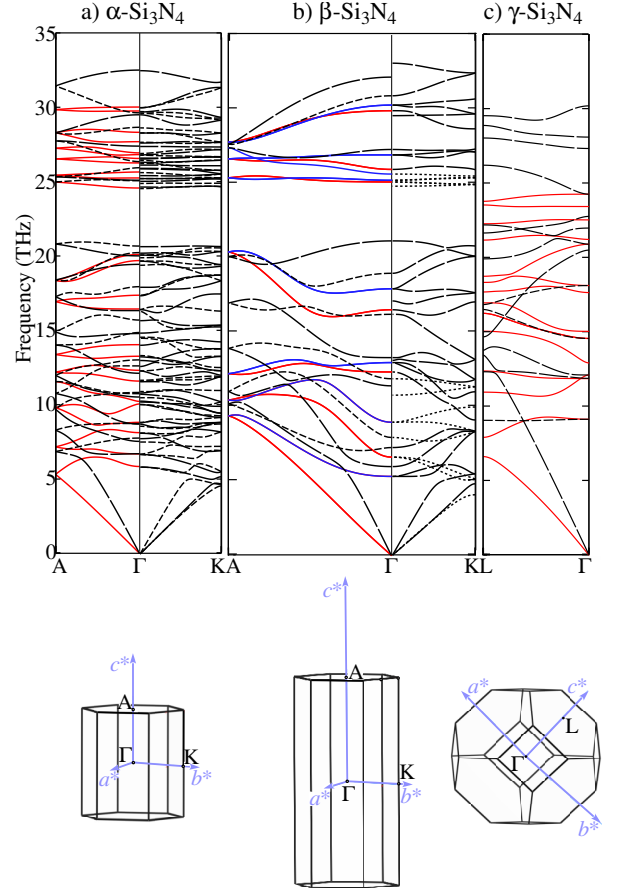 a) α-Si₃N₄ b) β-Si₃N₄ c) γ-Si₃N₄
Frequency (THz)
35
30
25
20
15
10
5
0
A Γ K A Γ K L Γ
c*
A
Γ
K
a*
b*
c*
A
Γ
K
a*
b*
a*
c*
L
Γ
b*